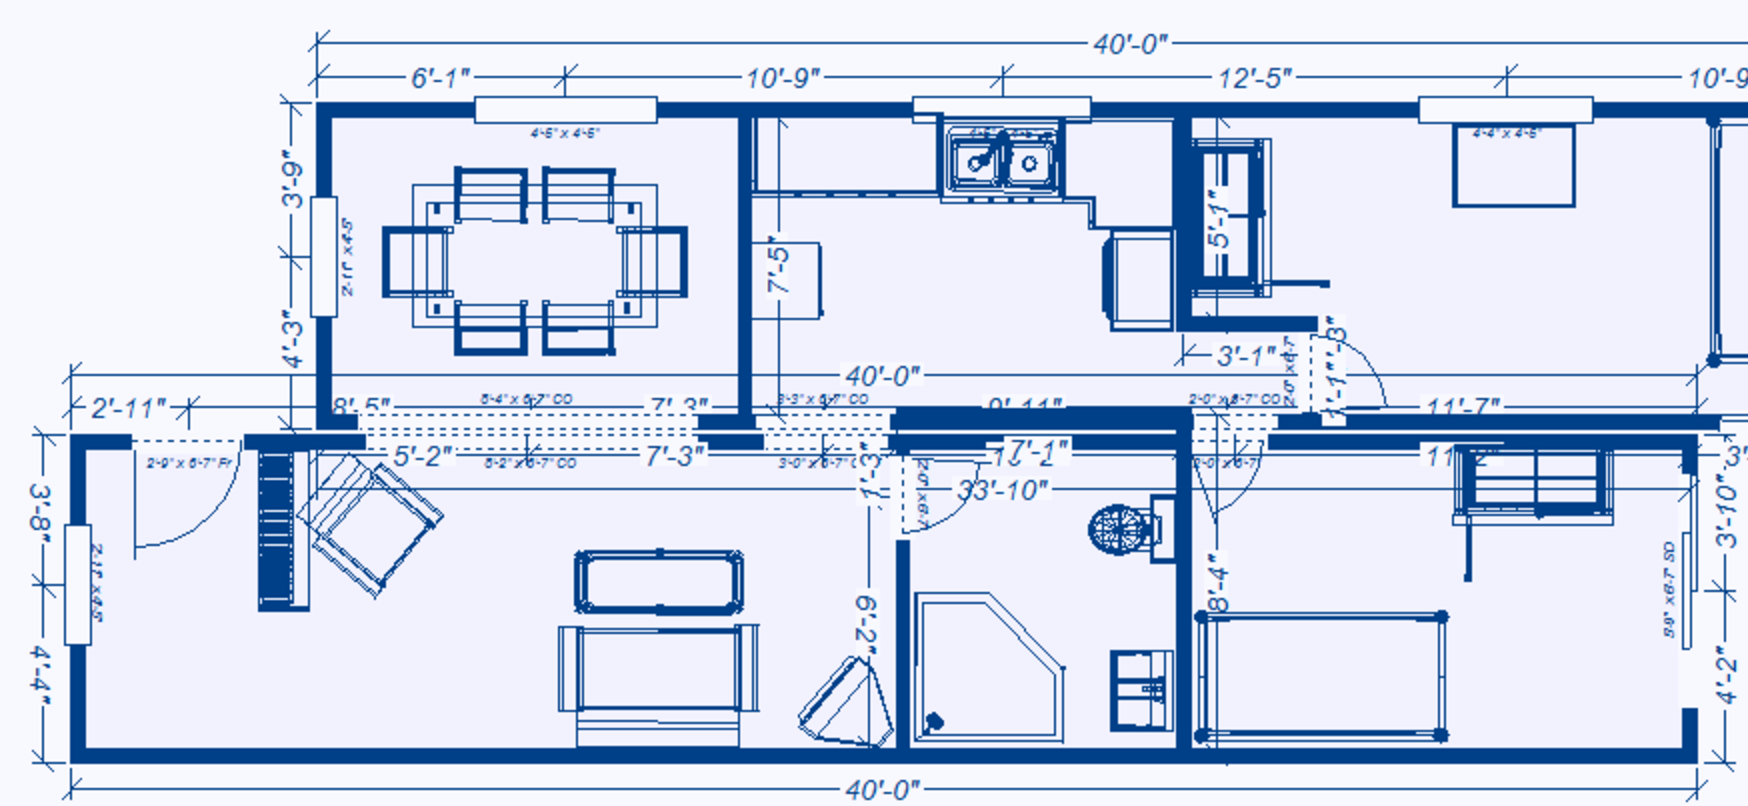 40'-0"
6'-1"
10'-9"
12'-5"
10'-9
4'-6" x 4'-6"
4'-4" x 4'-6"
3'-9"
5'-1"
2'-11" x 4'-5"
7'-5"
4'-3"
3'-1"
2'-0" x 6'-7"
40'-0"
2'-11"
8'-5"
6'-4" x 6'-7" CO
7'-3"
3'-3" x 6'-7" CO
9'-11"
2'-0" x 6'-7" CO
11'-7"
2'-9" x 6'-7" Fr
5'-2"
6'-2" x 6'-7" CO
7'-3"
3'-0" x 6'-7" CO
1'-3"
7'-1"
2'-0" x 6'-7"
11'-2"
3'-
33'-10"
2'-0" x 6'-7"
3'-8"
3'-10"
2'-11" x 4'-5"
8'-4"
5'-9" x 6'-7" SD
9'-2"
4'-4"
4'-2"
40'-0"